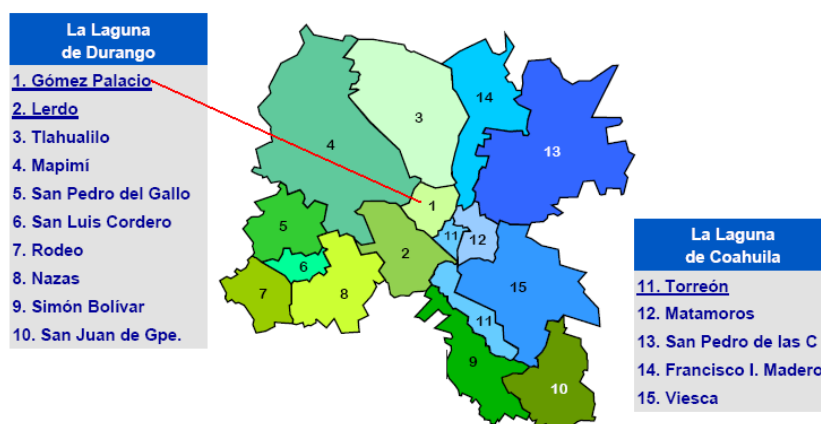 La Laguna
de Durango
1. Gómez Palacio
2. Lerdo
3. Tlahualilo
4. Mapimí
5. San Pedro del Gallo
6. San Luis Cordero
7. Rodeo
8. Nazas
9. Simón Bolívar
10. San Juan de Gpe.
14
3
13
4
1
5
11
12
2
6
15
7
8
11
9
10
La Laguna
de Coahuila
11. Torreón
12. Matamoros
13. San Pedro de las C
14. Francisco I. Madero
15. Viesca